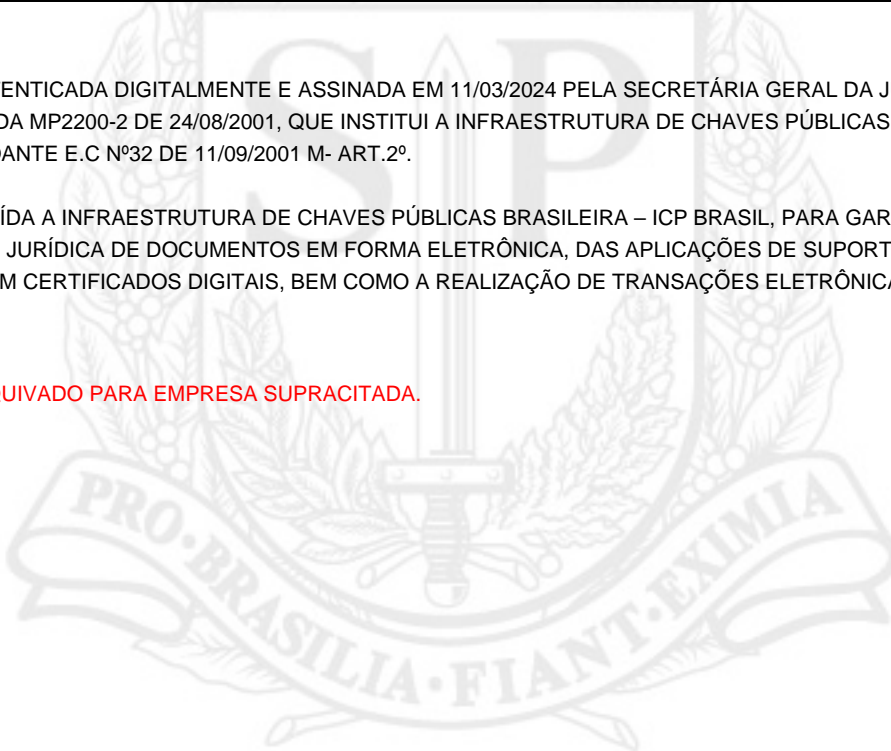 ENTICADA DIGITALMENTE E ASSINADA EM 11/03/2024 PELA SECRETÁRIA GERAL DA J
DA MP2200-2 DE 24/08/2001, QUE INSTITUI A INFRAESTRUTURA DE CHAVES PÚBLICAS
DANTE E.C Nº32 DE 11/09/2001 M- ART.2º.
ÍDA A INFRAESTRUTURA DE CHAVES PÚBLICAS BRASILEIRA – ICP BRASIL, PARA GAR
JURÍDICA DE DOCUMENTOS EM FORMA ELETRÔNICA, DAS APLICAÇÕES DE SUPORT
M CERTIFICADOS DIGITAIS, BEM COMO A REALIZAÇÃO DE TRANSAÇÕES ELETRÔNICA
QUIVADO PARA EMPRESA SUPRACITADA.
SP
PRO·BRASILIA·FIANT·EXIMIA